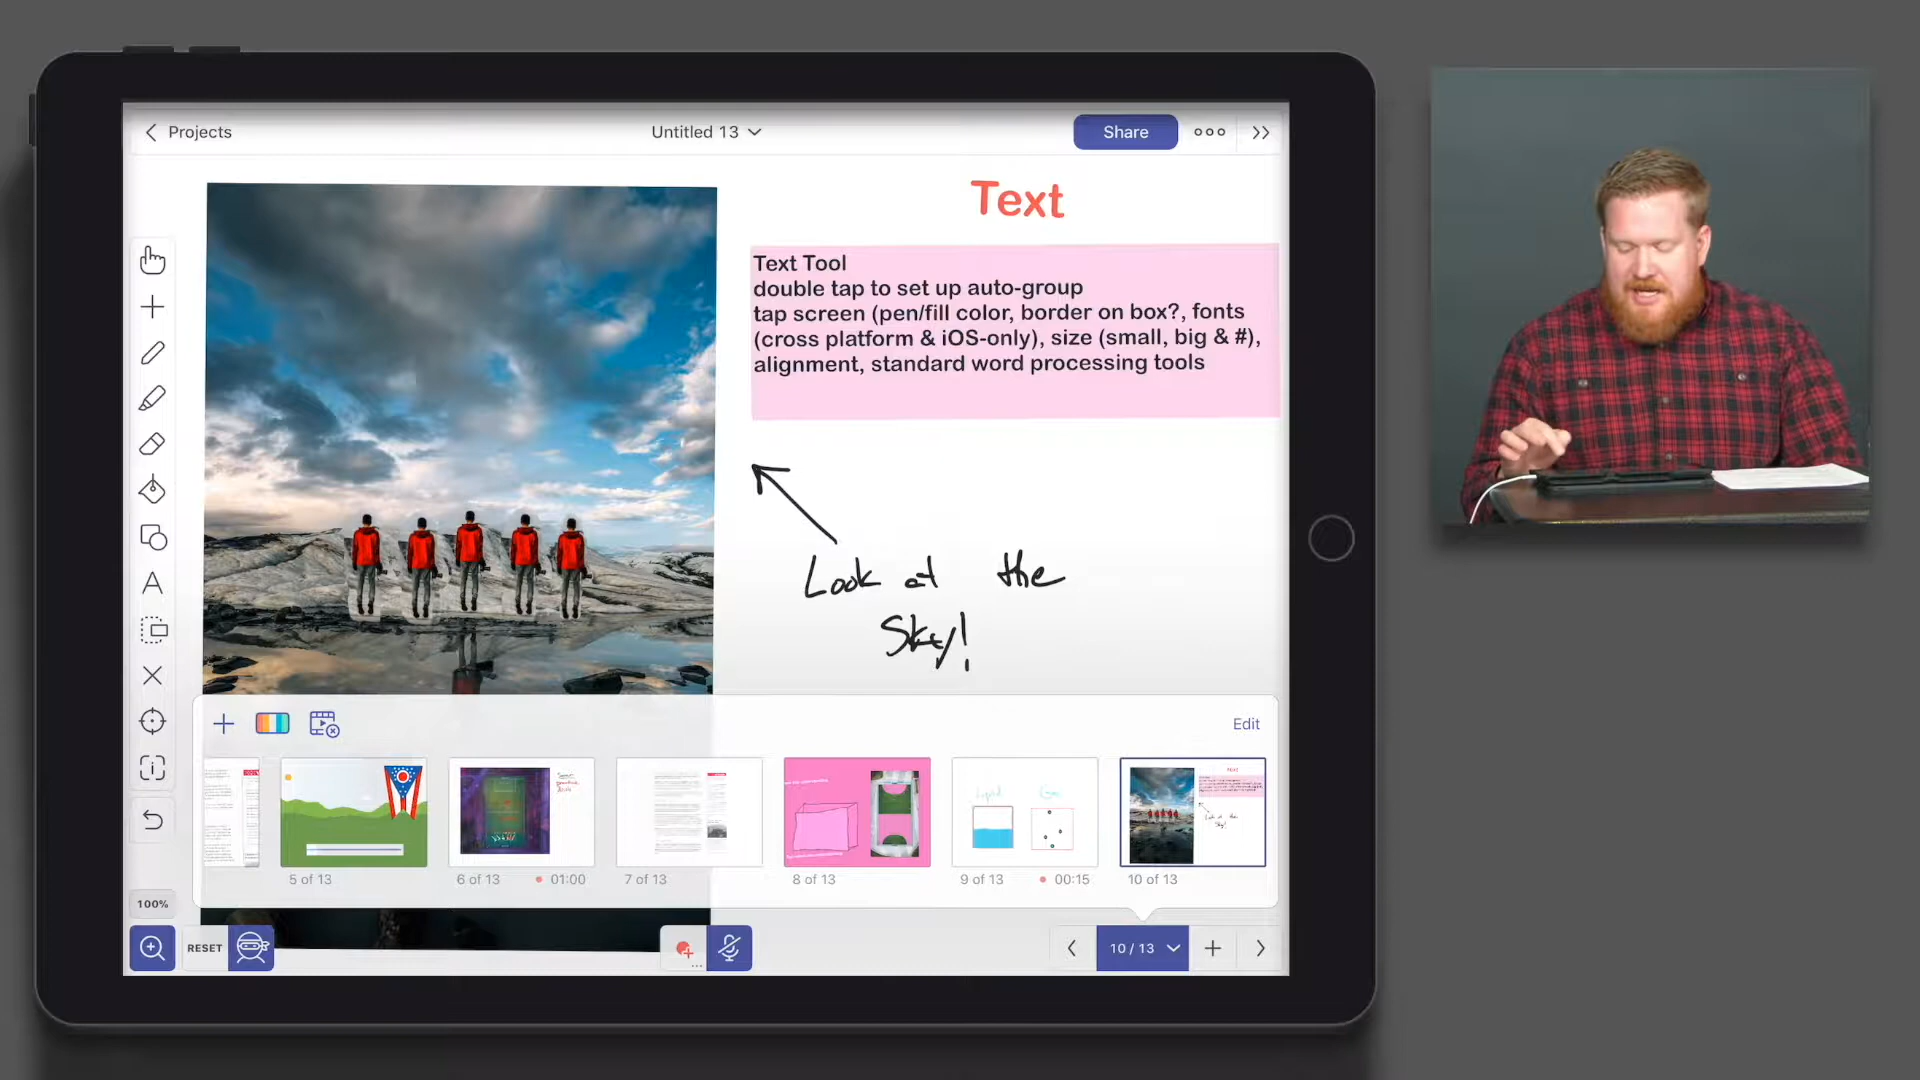 Projects
Untitled 13
Share
Text
Text Tool
double tap to set up auto-group
tap screen (pen/fill color, border on box?, fonts
(cross platform & iOS-only), size (small, big & #),
alignment, standard word processing tools
Look at the
Sky!
Edit
5 of 13
6 of 13
01:00
7 of 13
8 of 13
9 of 13
00:15
10 of 13
100%
RESET
10 / 13